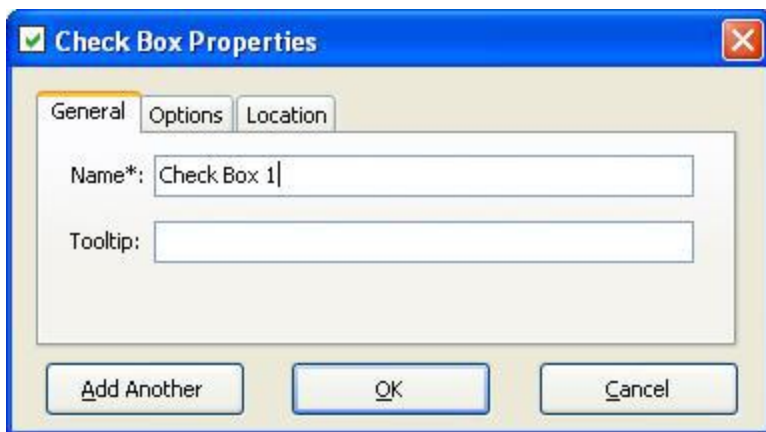 Check Box Properties
General Options Location
Name*: Check Box 1
Tooltip:
Add Another OK Cancel